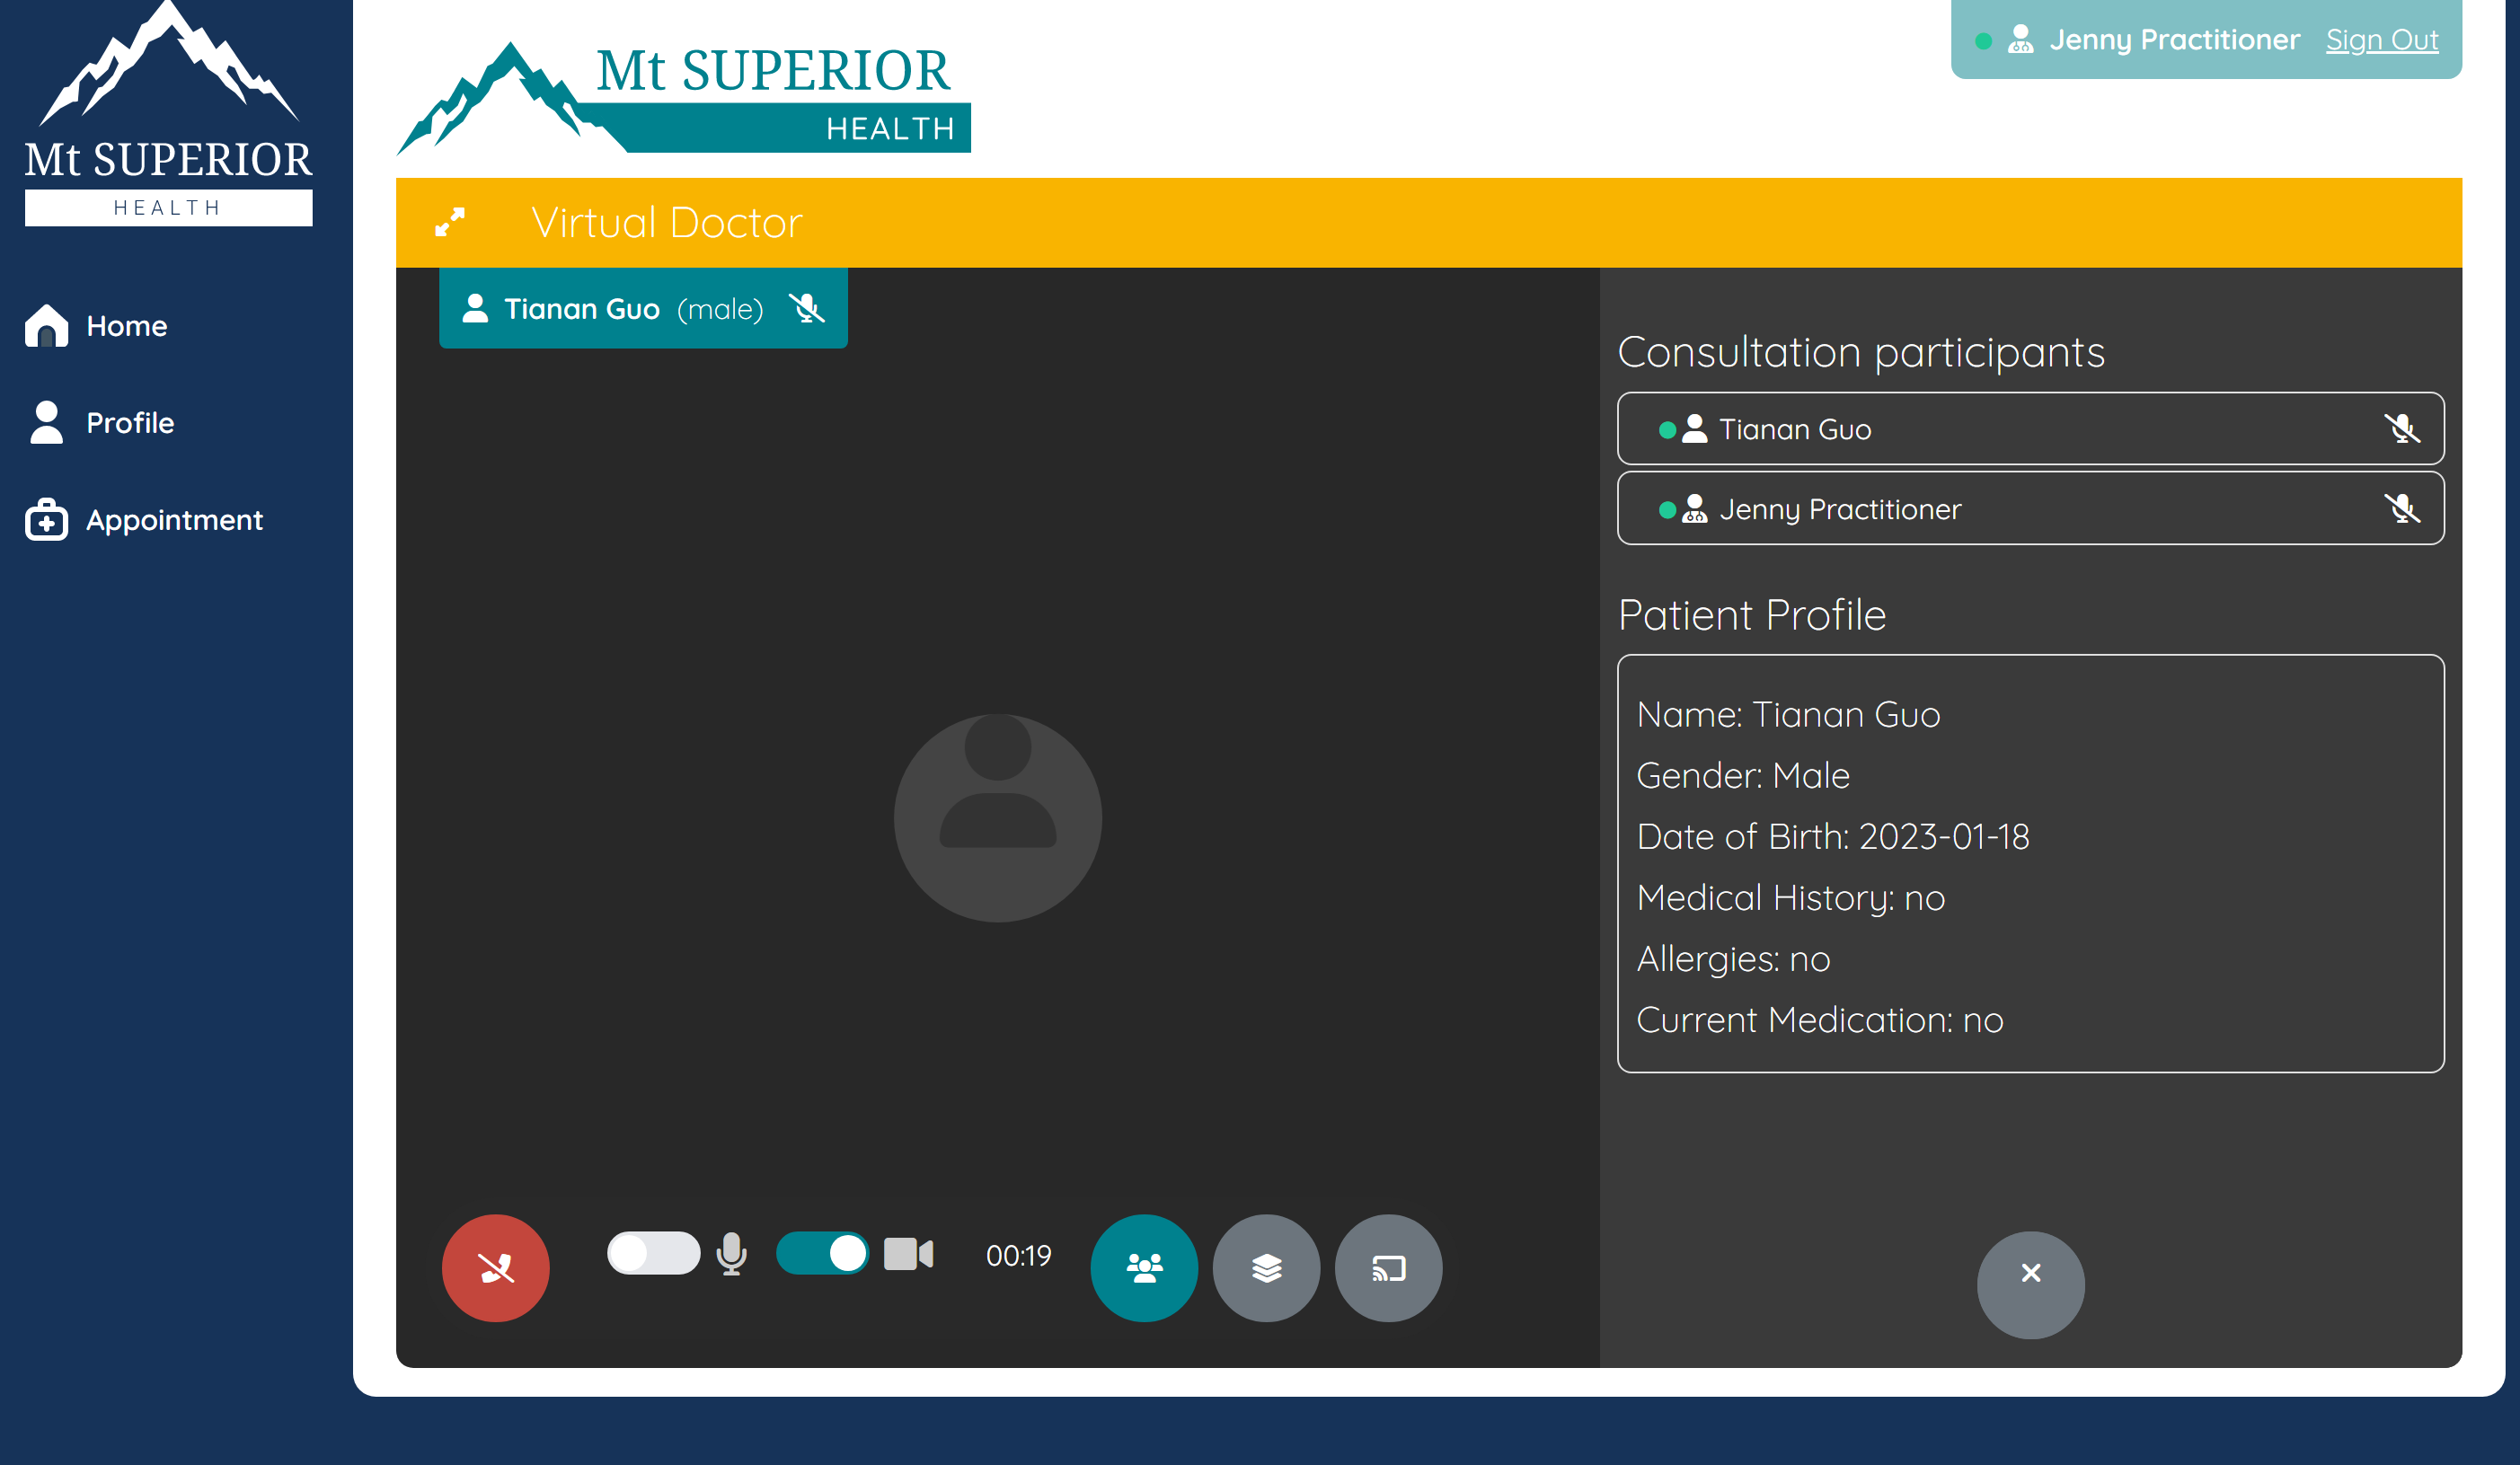 Mt SUPERIOR
HEALTH
Home
Profile
Appointment
Mt SUPERIOR
HEALTH
Jenny Practitioner Sign Out
Virtual Doctor
Tianan Guo (male)
Consultation participants
Tianan Guo
Jenny Practitioner
Patient Profile
Name: Tianan Guo
Gender: Male
Date of Birth: 2023-01-18
Medical History: no
Allergies: no
Current Medication: no
00:19